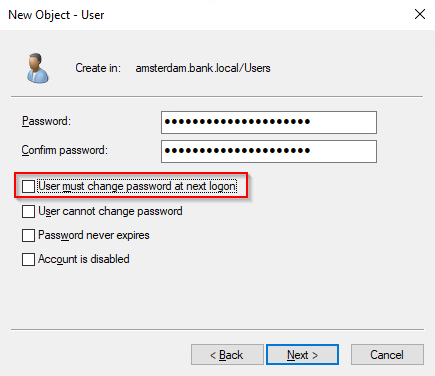 New Object - User
Create in: amsterdam.bank.local/Users
Password: ●●●●●●●●●●●●●●●●●●●●●
Confirm password: ●●●●●●●●●●●●●●●●●●●●●
User must change password at next logon
User cannot change password
Password never expires
Account is disabled
< Back Next > Cancel